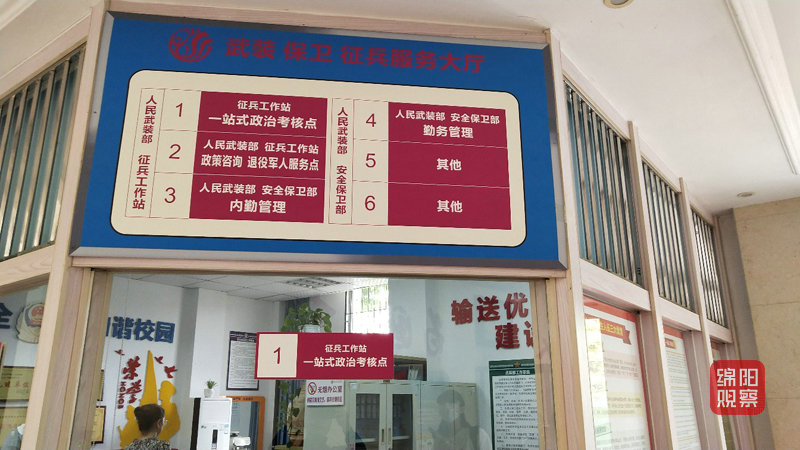 武装 保卫 征兵服务大厅
人民武装部 征兵工作站
1
征兵工作站
一站式政治考核点
2
人民武装部 征兵工作站
政策咨询 退役军人服务点
3
人民武装部 安全保卫部
内勤管理
人民武装部 安全保卫部
4
人民武装部 安全保卫部
勤务管理
5
其他
6
其他
谐校园
荣誉
输送优
建设
1
征兵工作站
一站式政治考核点
无烟办公室
绵阳
观察